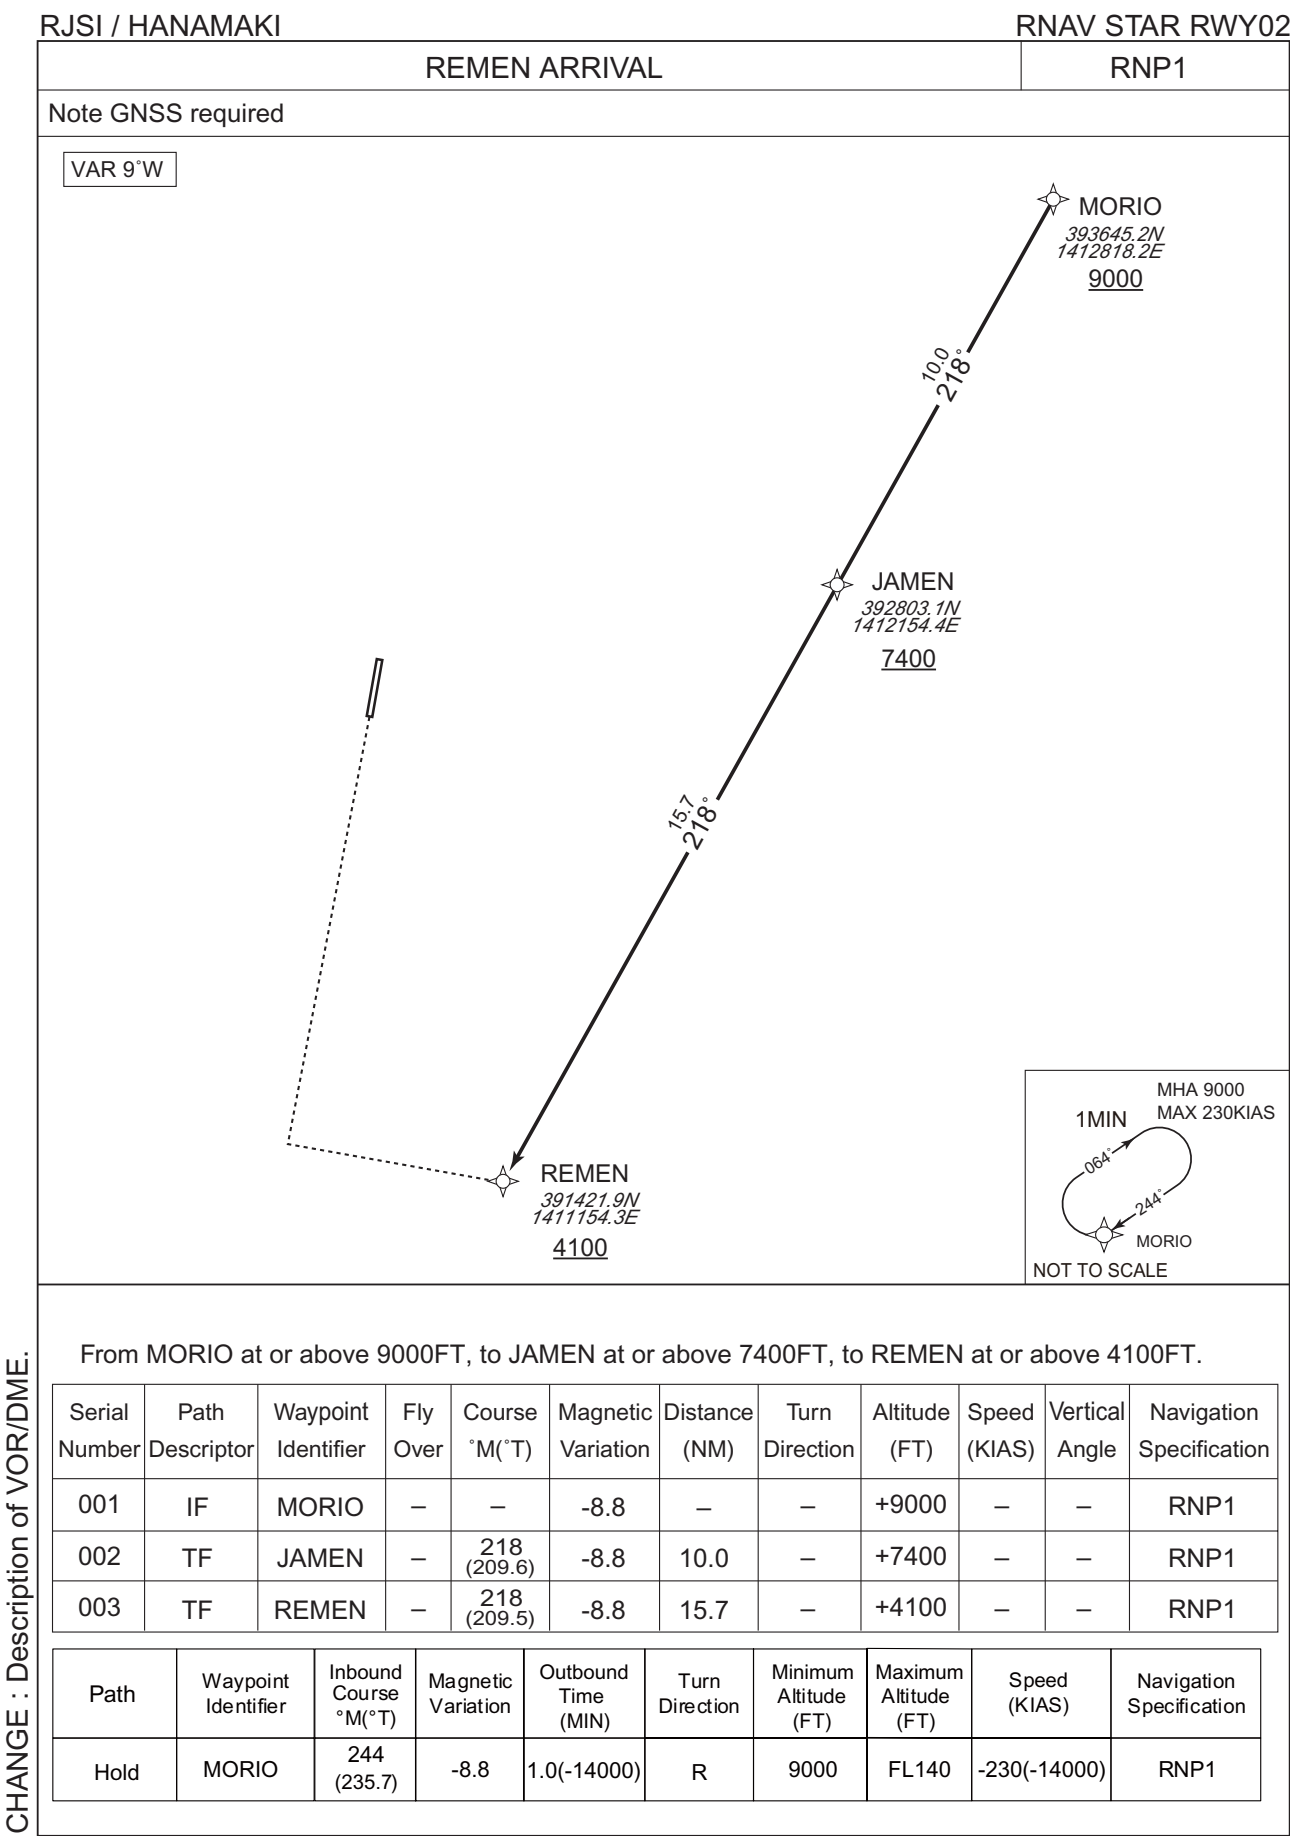 RJSI / HANAMAKI
RNAV STAR RWY02
REMEN ARRIVAL
RNP1
Note GNSS required
VAR 9°W
MORIO
393645.2N
1412818.2E
9000
10.0
218°
JAMEN
392803.1N
1412154.4E
7400
15.7
218°
REMEN
391421.9N
1411154.3E
4100
MHA 9000
MAX 230KIAS
1MIN
064°
244°
MORIO
NOT TO SCALE
From MORIO at or above 9000FT, to JAMEN at or above 7400FT, to REMEN at or above 4100FT.
Serial Path Waypoint Fly Course Magnetic Distance Turn Altitude Speed Vertical Navigation
Number Descriptor Identifier Over °M(°T) Variation (NM) Direction (FT) (KIAS) Angle Specification
001 IF MORIO – – -8.8 – – +9000 – – RNP1
002 TF JAMEN – 218 (209.6) -8.8 10.0 – +7400 – – RNP1
003 TF REMEN – 218 (209.5) -8.8 15.7 – +4100 – – RNP1
Path Waypoint Identifier Inbound Course °M(°T) Magnetic Variation Outbound Time (MIN) Turn Direction Minimum Altitude (FT) Maximum Altitude (FT) Speed (KIAS) Navigation Specification
Hold MORIO 244 (235.7) -8.8 1.0(-14000) R 9000 FL140 -230(-14000) RNP1
CHANGE : Description of VOR/DME.